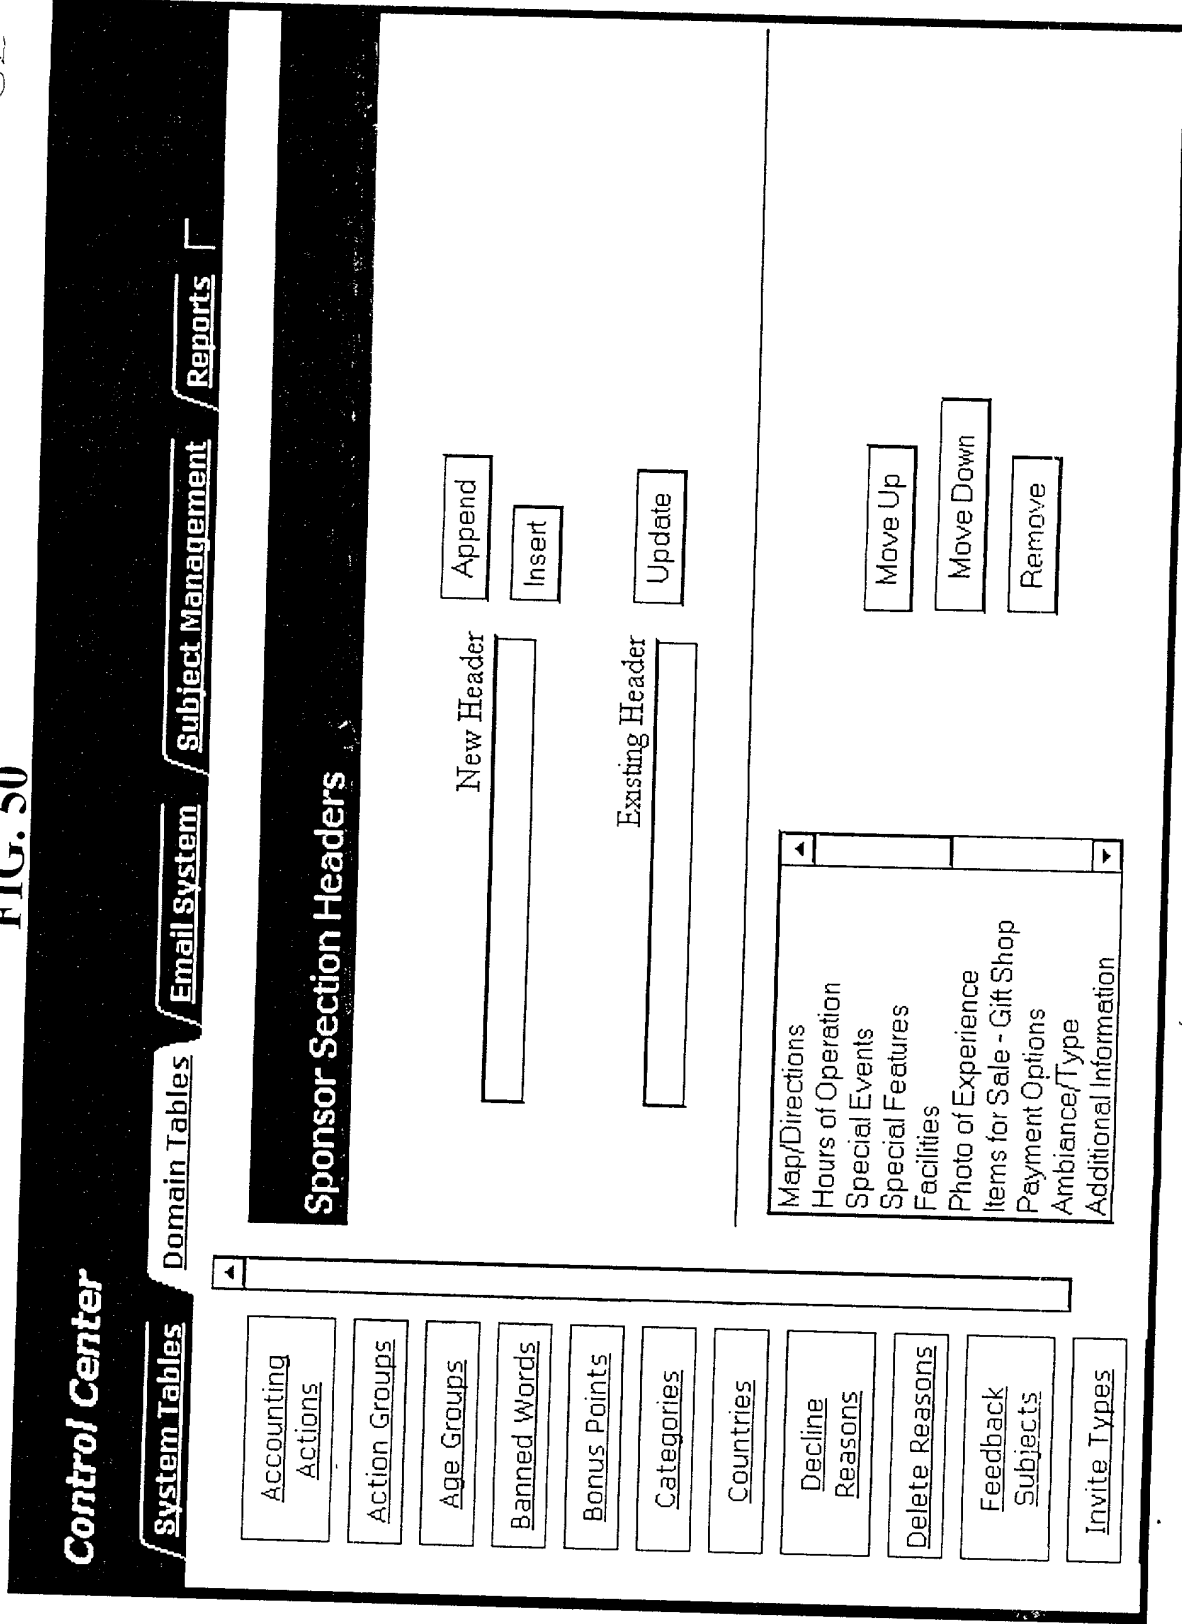 FIG. 50
Control Center
System Tables
Domain Tables
Email System
Subject Management
Reports
Accounting
Actions
Action Groups
Age Groups
Banned Words
Bonus Points
Categories
Countries
Decline
Reasons
Delete Reasons
Feedback
Subjects
Invite Types
Sponsor Section Headers
New Header
Append
Insert
Existing Header
Update
Map/Directions
Hours of Operation
Special Events
Special Features
Facilities
Photo of Experience
Items for Sale - Gift Shop
Payment Options
Ambiance/Type
Additional Information
Move Up
Move Down
Remove